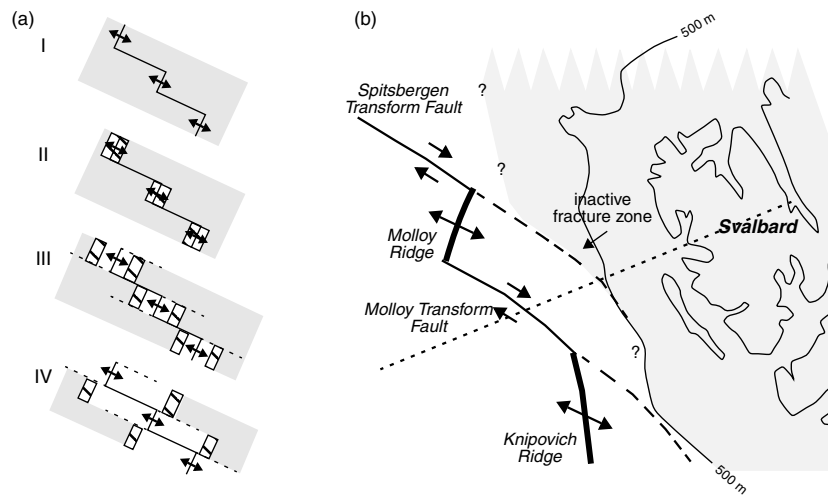 (a)
I
II
III
IV
(b)
500 m
Spitsbergen
Transform Fault
?
?
inactive
fracture zone
Svalbard
Molloy
Ridge
Molloy Transform
Fault
?
Knipovich
Ridge
500 m